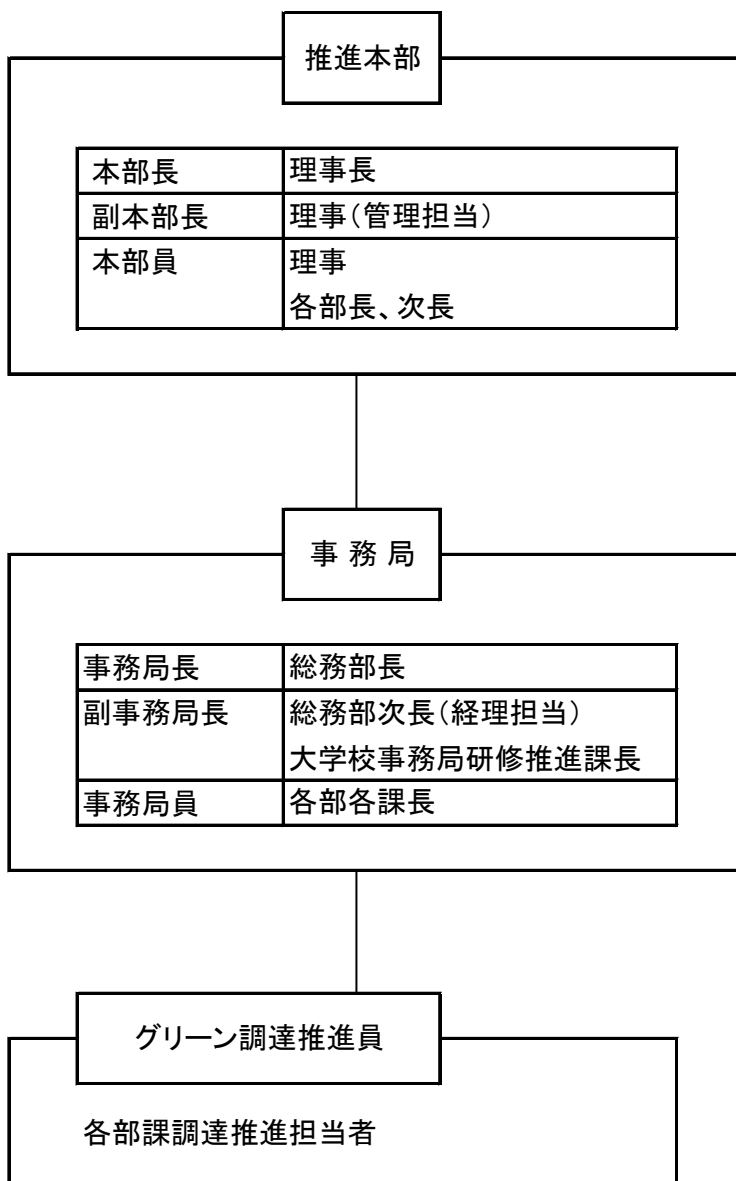 推進本部
本部長 理事長
副本部長 理事(管理担当)
本部員 理事
各部長、次長
事 務 局
事務局長 総務部長
副事務局長 総務部次長(経理担当)
大学校事務局研修推進課長
事務局員 各部各課長
グリーン調達推進員
各部課調達推進担当者